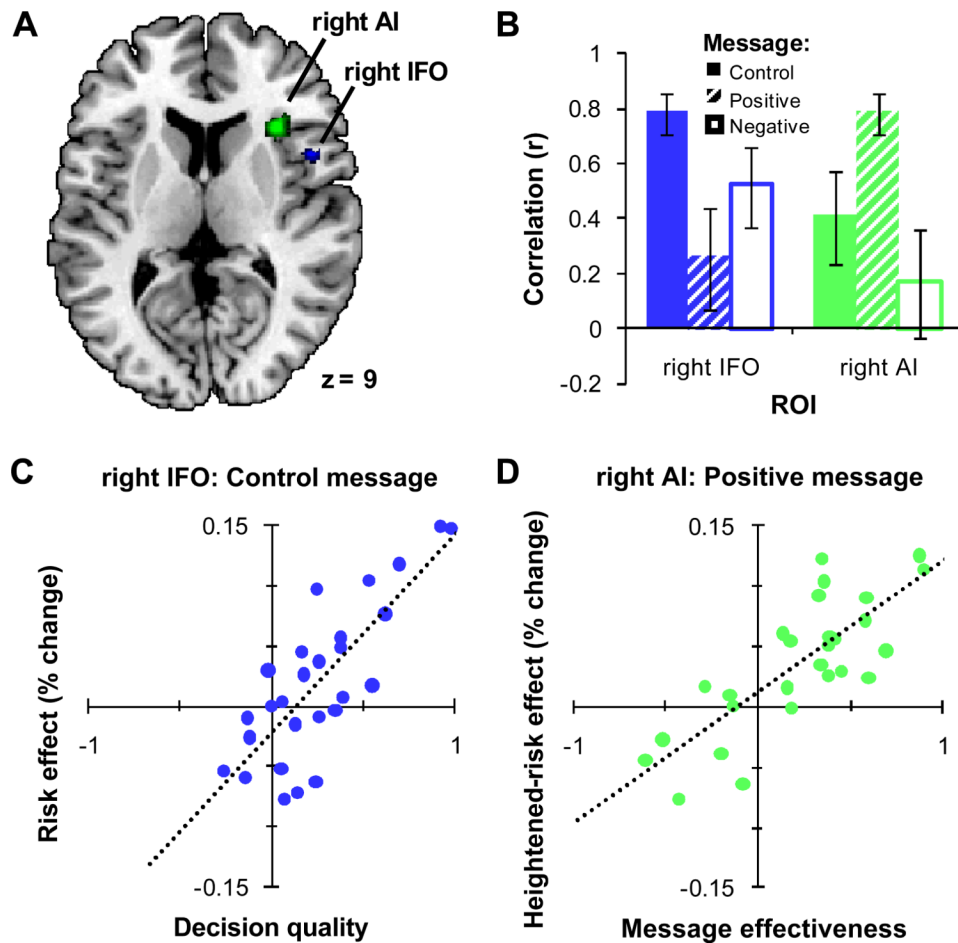 A
right AI
right IFO
z = 9
B
Message:
Control
Positive
Negative
Correlation (r)
1
0.8
0.6
0.4
0.2
0
-0.2
right IFO
right AI
ROI
C
right IFO: Control message
Risk effect (% change)
0.15
-1
1
-0.15
Decision quality
D
right AI: Positive message
Heightened-risk effect (% change)
0.15
-1
1
-0.15
Message effectiveness